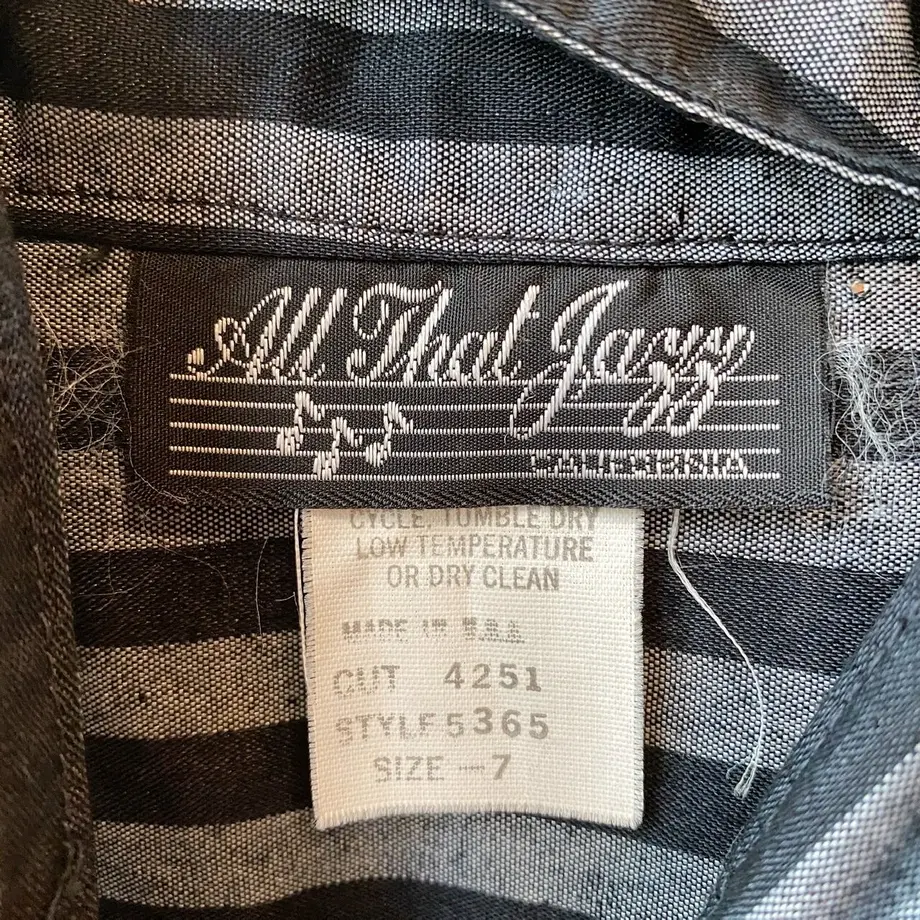 All That Jazz
CALIFORNIA
CYCLE, TUMBLE DRY
LOW TEMPERATURE
OR DRY CLEAN
MADE IN U.S.A.
CUT 4251
STYLE 5365
SIZE —7